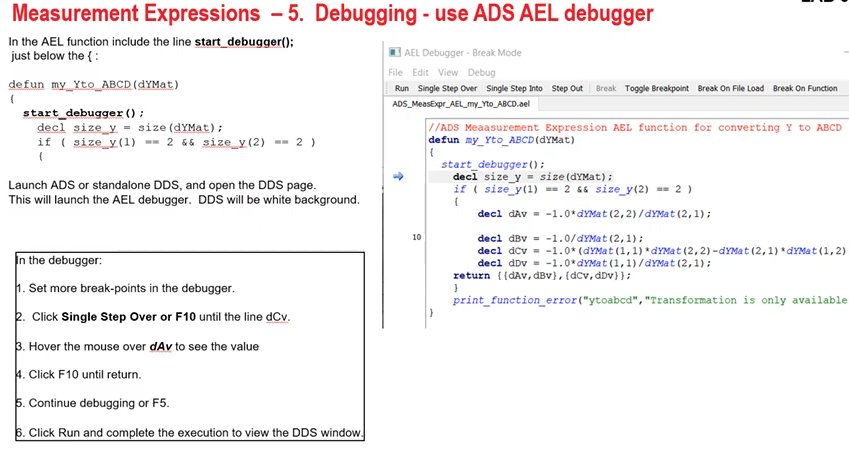 Measurement Expressions – 5. Debugging - use ADS AEL debugger
In the AEL function include the line start_debugger();
just below the { :
defun my_Yto_ABCD(dYMat)
{
start_debugger();
decl size_y = size(dYMat);
if ( size_y(1) == 2 && size_y(2) == 2 )
{
Launch ADS or standalone DDS, and open the DDS page.
This will launch the AEL debugger. DDS will be white background.
In the debugger:
1. Set more break-points in the debugger.
2. Click Single Step Over or F10 until the line dCv.
3. Hover the mouse over dAv to see the value
4. Click F10 until return.
5. Continue debugging or F5.
6. Click Run and complete the execution to view the DDS window.
AEL Debugger - Break Mode
File Edit View Debug
Run Single Step Over Single Step Into Step Out Break Toggle Breakpoint Break On File Load Break On Function
ADS_MeasExpr_AEL_my_Yto_ABCD.ael
//ADS Meaasurement Expression AEL function for converting Y to ABCD
defun my_Yto_ABCD(dYMat)
{
start_debugger();
decl size_y = size(dYMat);
if ( size_y(1) == 2 && size_y(2) == 2 )
{
decl dAv = -1.0*dYMat(2,2)/dYMat(2,1);
10
decl dBv = -1.0/dYMat(2,1);
decl dCv = -1.0*(dYMat(1,1)*dYMat(2,2)-dYMat(2,1)*dYMat(1,2)
decl dDv = -1.0*dYMat(1,1)/dYMat(2,1);
return {{dAv,dBv},{dCv,dDv}};
}
print_function_error("ytoabcd","Transformation is only available
}